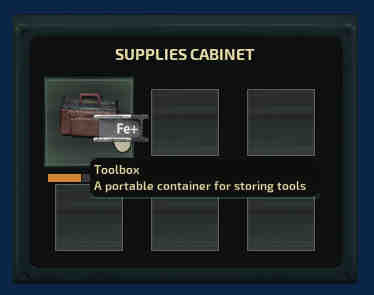 SUPPLIES CABINET
Fe+
Toolbox
A portable container for storing tools